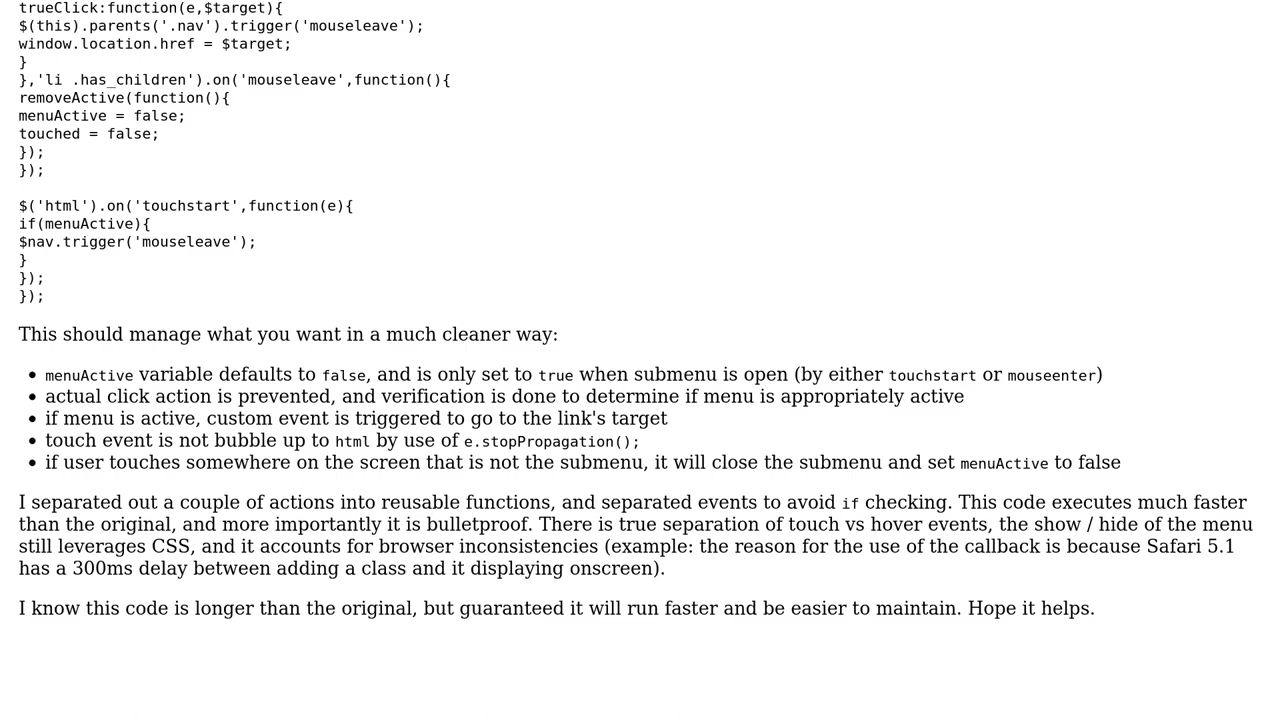 trueClick:function(e,$target){
$(this).parents('.nav').trigger('mouseleave');
window.location.href = $target;
}
},'li .has_children').on('mouseleave',function(){
removeActive(function(){
menuActive = false;
touched = false;
});
});

$('html').on('touchstart',function(e){
if(menuActive){
$nav.trigger('mouseleave');
}
});
});

This should manage what you want in a much cleaner way:

• menuActive variable defaults to false, and is only set to true when submenu is open (by either touchstart or mouseenter)
• actual click action is prevented, and verification is done to determine if menu is appropriately active
• if menu is active, custom event is triggered to go to the link's target
• touch event is not bubble up to html by use of e.stopPropagation();
• if user touches somewhere on the screen that is not the submenu, it will close the submenu and set menuActive to false

I separated out a couple of actions into reusable functions, and separated events to avoid if checking. This code executes much faster
than the original, and more importantly it is bulletproof. There is true separation of touch vs hover events, the show / hide of the menu
still leverages CSS, and it accounts for browser inconsistencies (example: the reason for the use of the callback is because Safari 5.1
has a 300ms delay between adding a class and it displaying onscreen).

I know this code is longer than the original, but guaranteed it will run faster and be easier to maintain. Hope it helps.